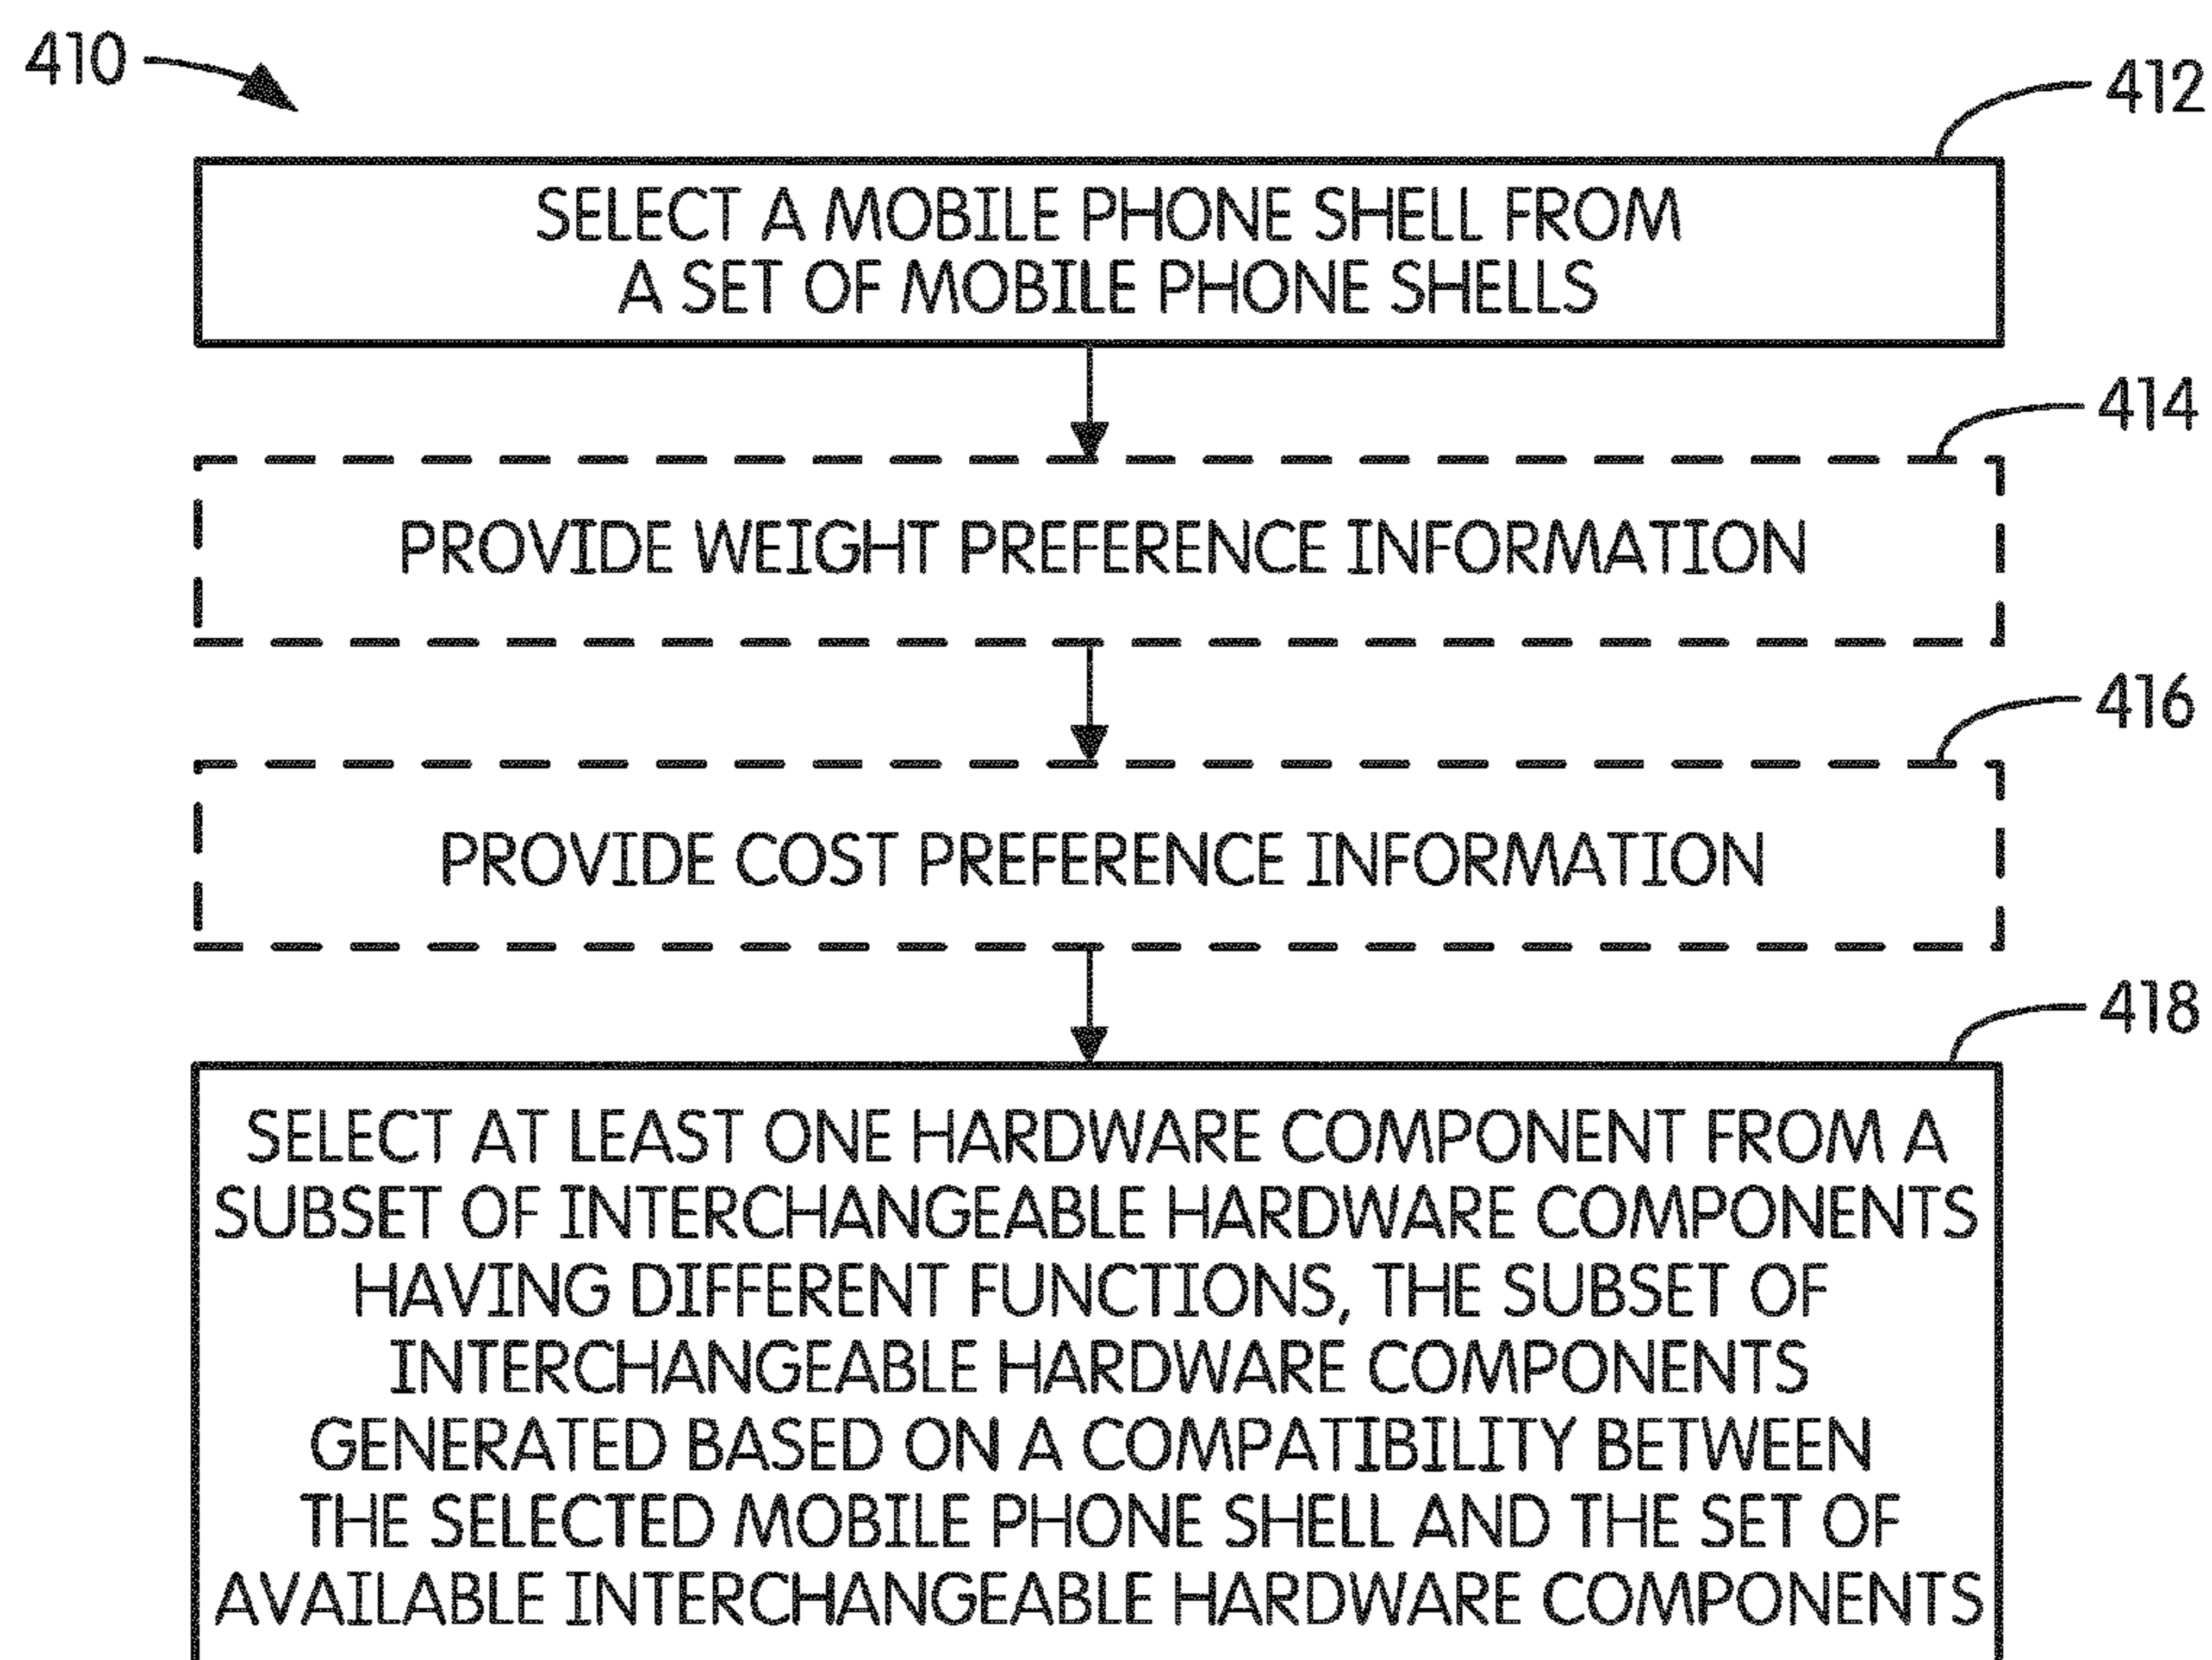 410
412
SELECT A MOBILE PHONE SHELL FROM
A SET OF MOBILE PHONE SHELLS
414
PROVIDE WEIGHT PREFERENCE INFORMATION
416
PROVIDE COST PREFERENCE INFORMATION
418
SELECT AT LEAST ONE HARDWARE COMPONENT FROM A
SUBSET OF INTERCHANGEABLE HARDWARE COMPONENTS
HAVING DIFFERENT FUNCTIONS, THE SUBSET OF
INTERCHANGEABLE HARDWARE COMPONENTS
GENERATED BASED ON A COMPATIBILITY BETWEEN
THE SELECTED MOBILE PHONE SHELL AND THE SET OF
AVAILABLE INTERCHANGEABLE HARDWARE COMPONENTS